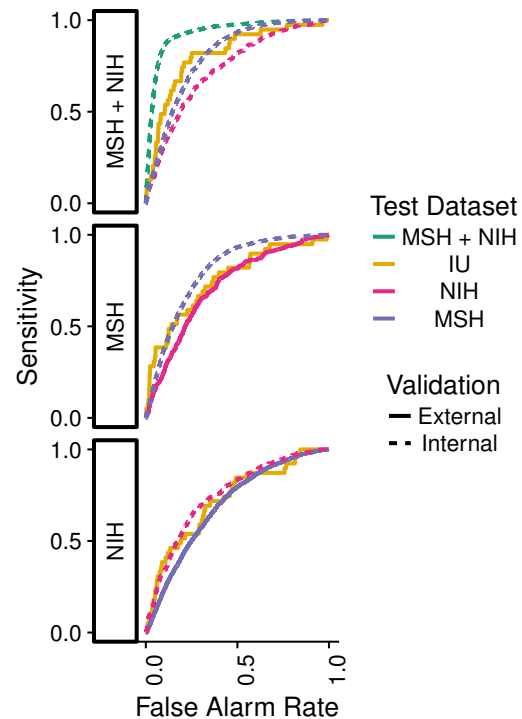 Sensitivity
MSH + NIH
1.0
0.5
0.0
MSH
1.0
0.5
0.0
NIH
1.0
0.5
0.0
0.0
0.5
1.0
False Alarm Rate
Test Dataset
MSH + NIH
IU
NIH
MSH
Validation
External
Internal